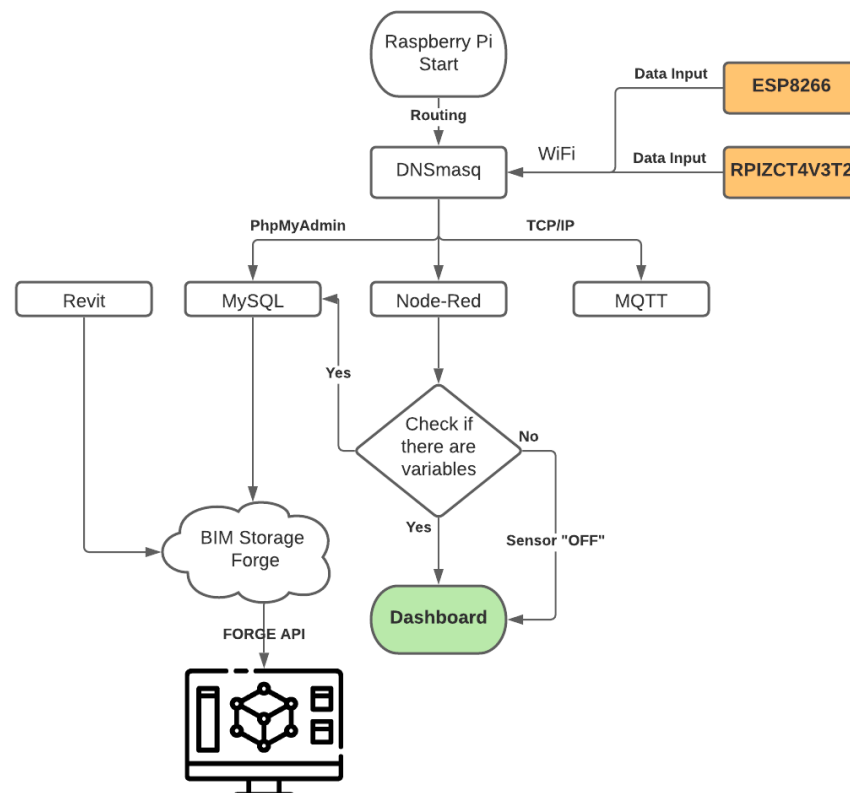 Raspberry Pi
Start
Data Input
ESP8266
Routing
WiFi
Data Input
RPIZCT4V3T2
DNSmasq
PhpMyAdmin
TCP/IP
Revit
MySQL
Node-Red
MQTT
Yes
Check if
there are
variables
No
Yes
Sensor "OFF"
BIM Storage
Forge
Dashboard
FORGE API